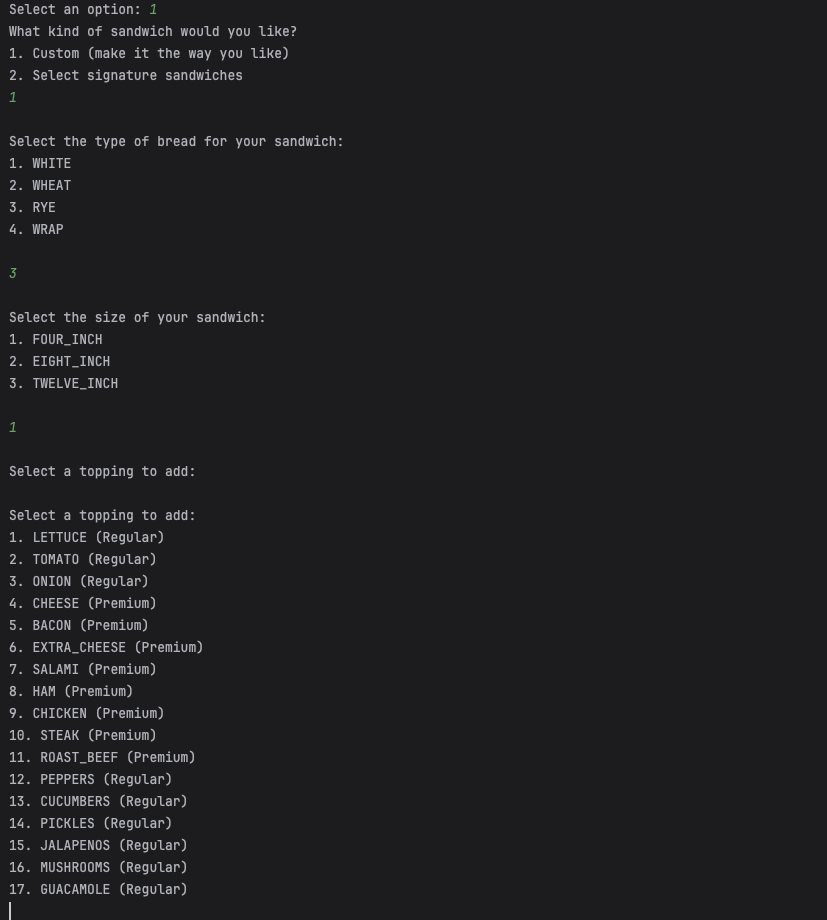 Select an option: 1
What kind of sandwich would you like?
1. Custom (make it the way you like)
2. Select signature sandwiches
1
Select the type of bread for your sandwich:
1. WHITE
2. WHEAT
3. RYE
4. WRAP
3
Select the size of your sandwich:
1. FOUR_INCH
2. EIGHT_INCH
3. TWELVE_INCH
1
Select a topping to add:
Select a topping to add:
1. LETTUCE (Regular)
2. TOMATO (Regular)
3. ONION (Regular)
4. CHEESE (Premium)
5. BACON (Premium)
6. EXTRA_CHEESE (Premium)
7. SALAMI (Premium)
8. HAM (Premium)
9. CHICKEN (Premium)
10. STEAK (Premium)
11. ROAST_BEEF (Premium)
12. PEPPERS (Regular)
13. CUCUMBERS (Regular)
14. PICKLES (Regular)
15. JALAPENOS (Regular)
16. MUSHROOMS (Regular)
17. GUACAMOLE (Regular)